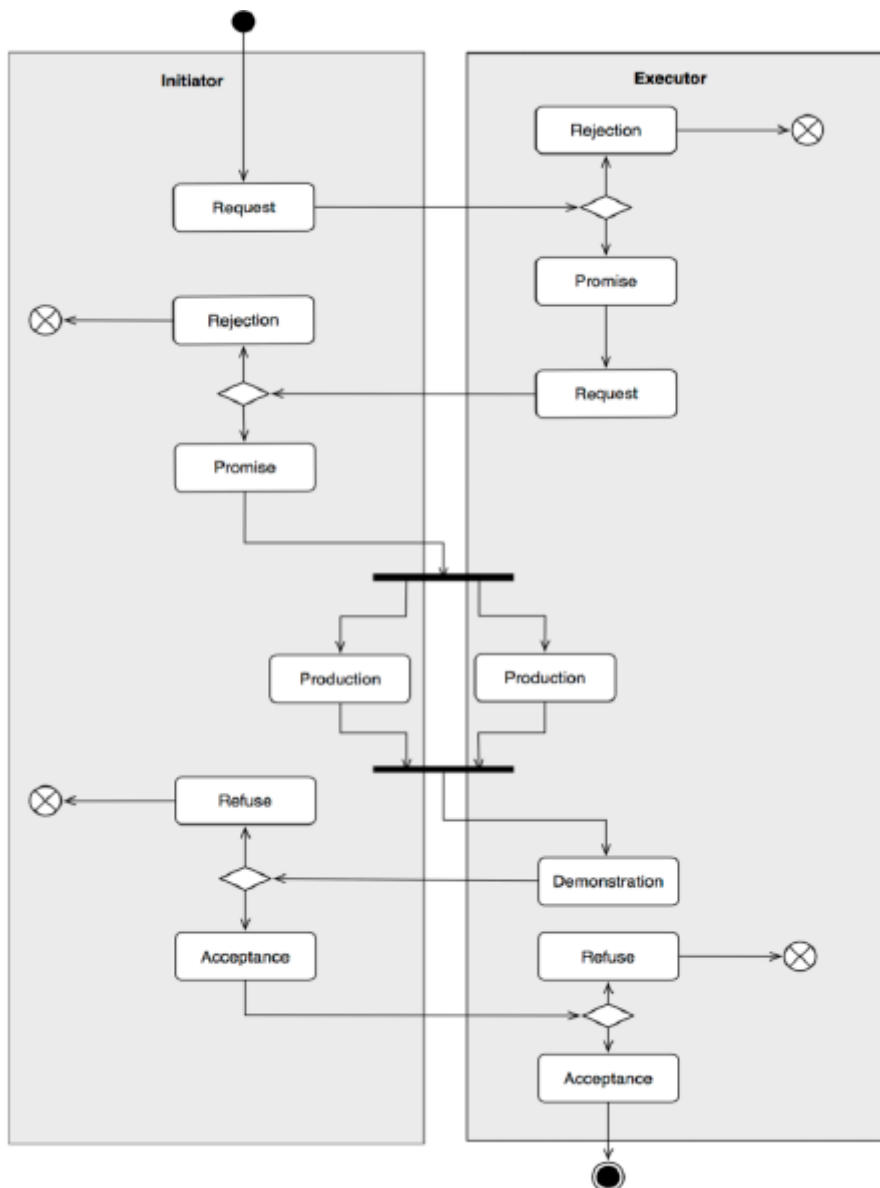 Initiator
Executor
Rejection
Request
Promise
Rejection
Request
Promise
Production
Production
Refuse
Demonstration
Acceptance
Refuse
Acceptance